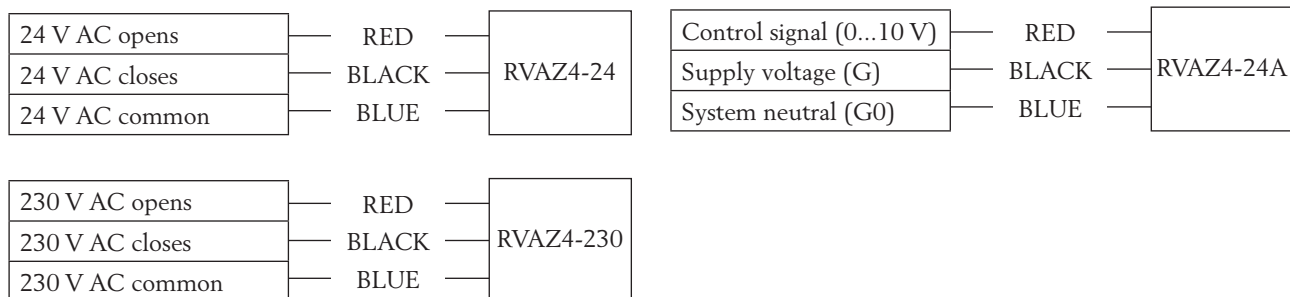 24 V AC opens RED
24 V AC closes BLACK RVAZ4-24
24 V AC common BLUE
Control signal (0...10 V) RED
Supply voltage (G) BLACK RVAZ4-24A
System neutral (G0) BLUE
230 V AC opens RED
230 V AC closes BLACK RVAZ4-230
230 V AC common BLUE